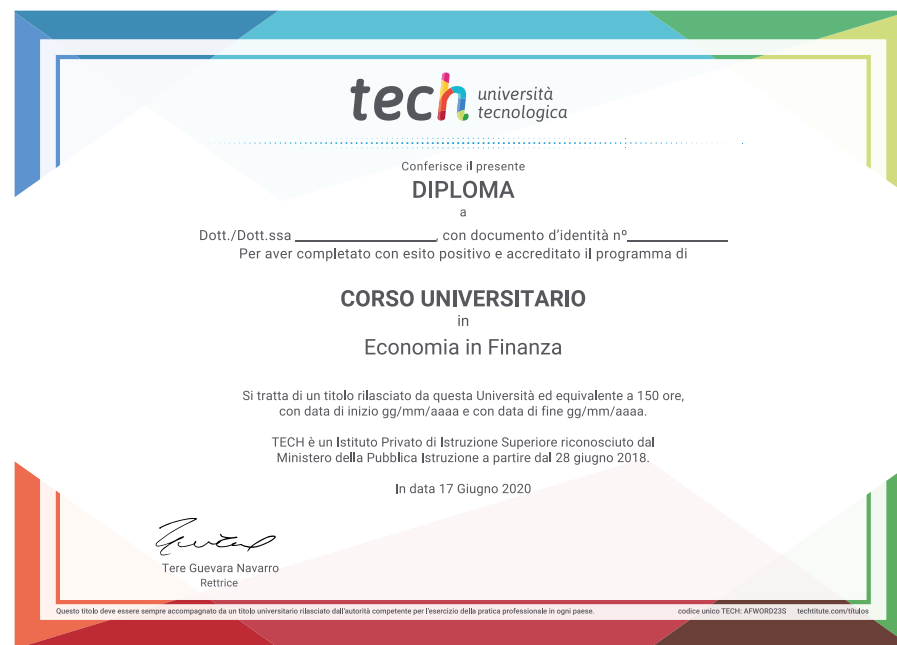 tech università
tecnologica
Conferisce il presente
DIPLOMA
a
Dott./Dott.ssa ________________, con documento d'identità nº____________
Per aver completato con esito positivo e accreditato il programma di
CORSO UNIVERSITARIO
in
Economia in Finanza
Si tratta di un titolo rilasciato da questa Università ed equivalente a 150 ore,
con data di inizio gg/mm/aaaa e con data di fine gg/mm/aaaa.
TECH è un Istituto Privato di Istruzione Superiore riconosciuto dal
Ministero della Pubblica Istruzione a partire dal 28 giugno 2018.
In data 17 Giugno 2020
Tere Guevara Navarro
Rettrice
Questo titolo deve essere sempre accompagnato da un titolo universitario rilasciato dall'autorità competente per l'esercizio della pratica professionale in ogni paese. codice unico TECH: AFWORD23S techtitute.com/titulos